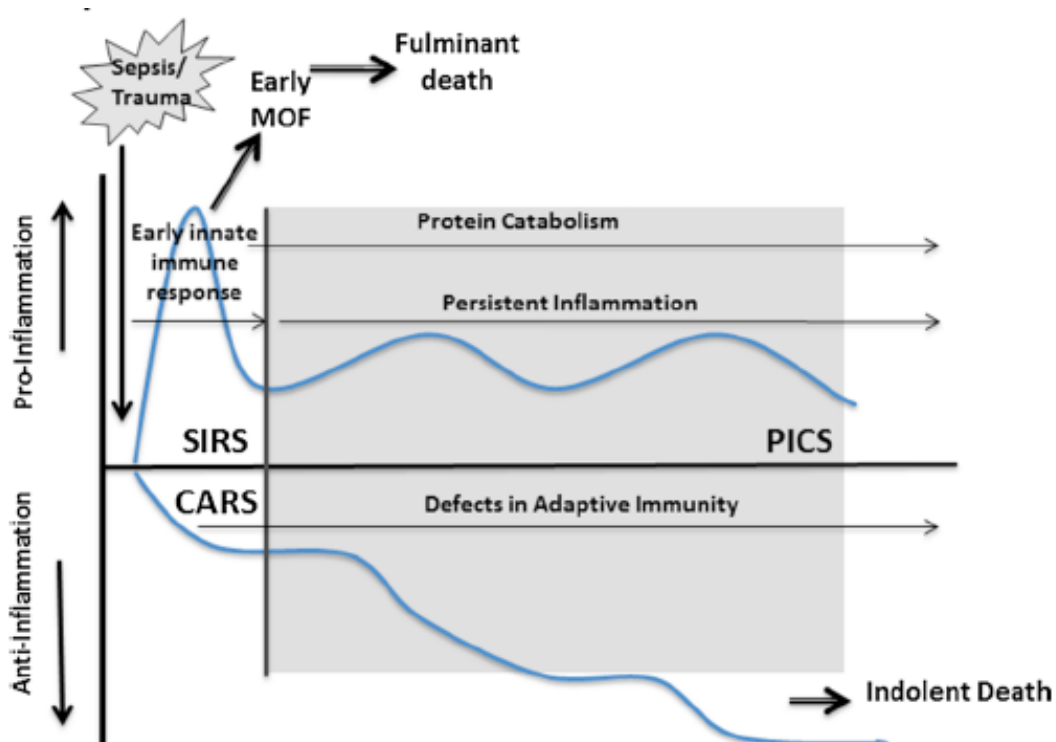 Sepsis/
Trauma
Early
MOF
Fulminant
death
Pro-Inflammation
Early innate
immune
response
Protein Catabolism
Persistent Inflammation
SIRS
PICS
CARS
Defects in Adaptive Immunity
Anti-Inflammation
Indolent Death